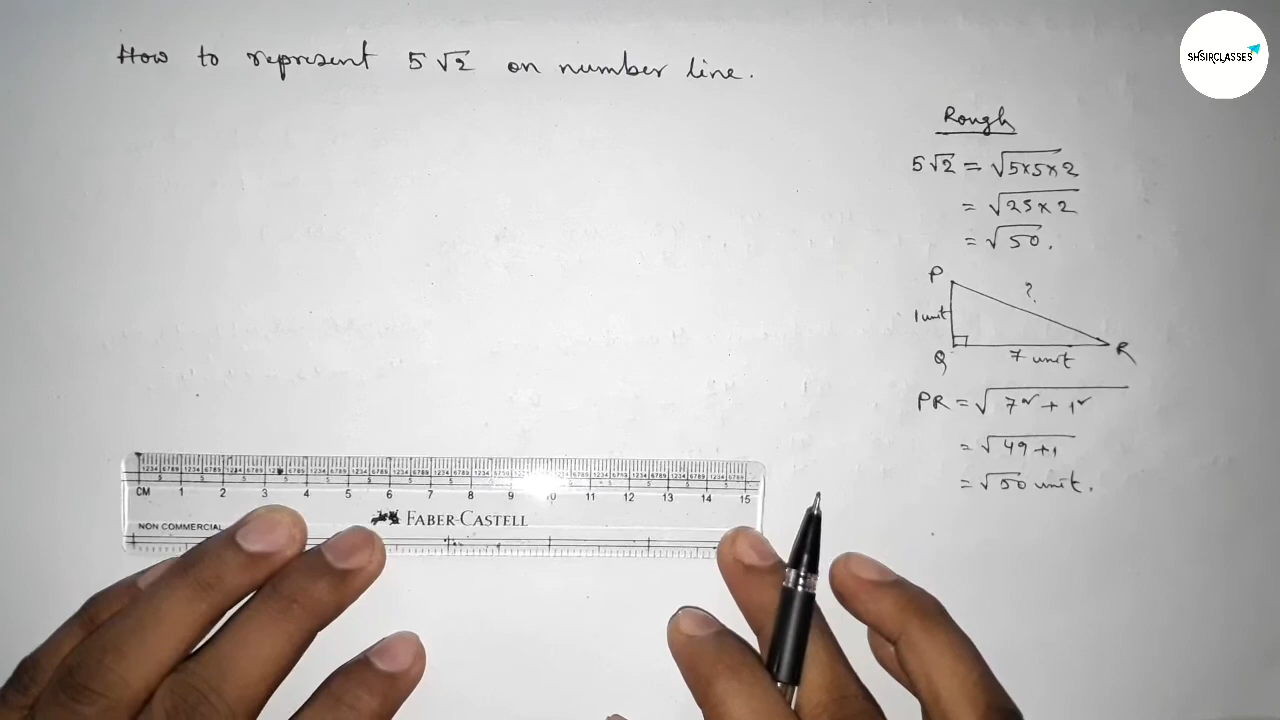 How to represent 5√2 on number line.
SHSIRCLASSES
Rough
5√2 = √5×5×2
= √25×2
= √50.
P
?
1 unit
Q
7 unit
R
PR = √7² + 1²
= √49+1
= √50 unit.
CM 1 2 3 4 5 6 7 8 9 10 11 12 13 14 15
FABER-CASTELL
NON COMMERCIAL